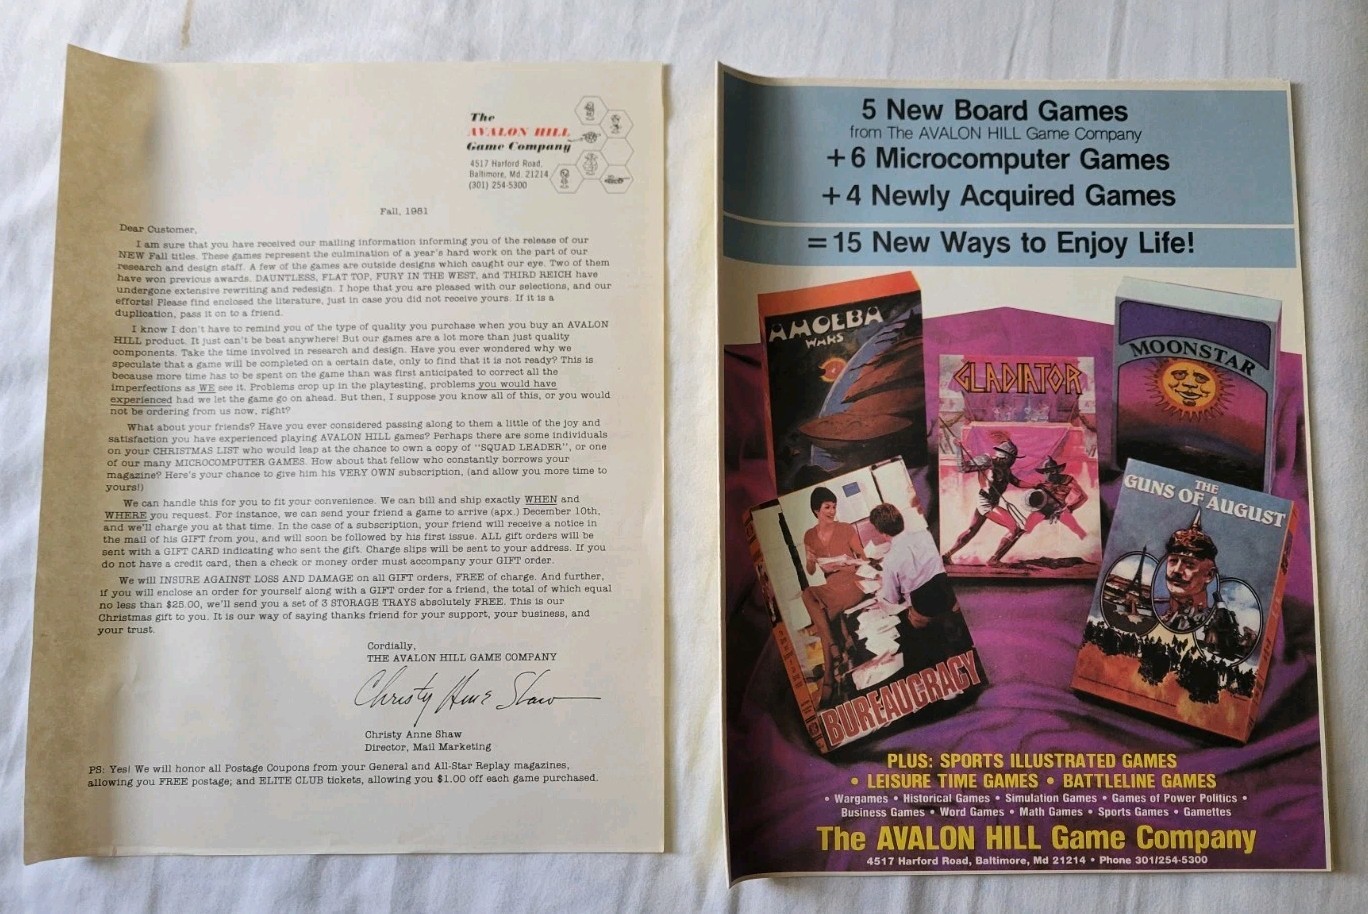 The
AVALON HILL
Game Company
4517 Harford Road,
Baltimore, Md. 21214
(301) 254-5300
Fall, 1981
Dear Customer,
I am sure that you have received our mailing information informing you of the release of our
NEW Fall titles. These games represent the culmination of a year's hard work on the part of our
research and design staff. A few of the games are outside designs which caught our eye. Two of them
have won previous awards. DAUNTLESS, FLAT TOP, FURY IN THE WEST, and THIRD REICH have
undergone extensive rewriting and redesign. I hope that you are pleased with our selections, and our
efforts! Please find enclosed the literature, just in case you did not receive yours. If it is a
duplication, pass it on to a friend.
I know I don't have to remind you of the type of quality you purchase when you buy an AVALON
HILL product. It just can't be beat anywhere! But our games are a lot more than just quality
components. Take the time involved in research and design. Have you ever wondered why we
speculate that a game will be completed on a certain date, only to find that it is not ready? This is
because more time has to be spent on the game than was first anticipated to correct all the
imperfections as WE see it. Problems crop up in the playtesting, problems you would have
experienced had we let the game go on ahead. But then, I suppose you know all of this, or you would
not be ordering from us now, right?
What about your friends? Have you ever considered passing along to them a little of the joy and
satisfaction you have experienced playing AVALON HILL games? Perhaps there are some individuals
on your CHRISTMAS LIST who would leap at the chance to own a copy of "SQUAD LEADER", or one
of our many MICROCOMPUTER GAMES. How about that fellow who constantly borrows your
magazine? Here's your chance to give him his VERY OWN subscription, (and allow you more time to
yours!)
We can handle this for you to fit your convenience. We can bill and ship exactly WHEN and
WHERE you request. For instance, we can send your friend a game to arrive (apx.) December 10th,
and we'll charge you at that time. In the case of a subscription, your friend will receive a notice in
the mail of his GIFT from you, and will soon be followed by his first issue. ALL gift orders will be
sent with a GIFT CARD indicating who sent the gift. Charge slips will be sent to your address. If you
do not have a credit card, then a check or money order must accompany your GIFT order.
We will INSURE AGAINST LOSS AND DAMAGE on all GIFT orders, FREE of charge. And further,
if you will enclose an order for yourself along with a GIFT order for a friend, the total of which equal
no less than $25.00, we'll send you a set of 3 STORAGE TRAYS absolutely FREE. This is our
Christmas gift to you. It is our way of saying thanks friend for your support, your business, and
your trust.
Cordially,
THE AVALON HILL GAME COMPANY
Christy Anne Shaw
Christy Anne Shaw
Director, Mail Marketing
PS: Yes! We will honor all Postage Coupons from your General and All-Star Replay magazines,
allowing you FREE postage; and ELITE CLUB tickets, allowing you $1.00 off each game purchased.
5 New Board Games
from The AVALON HILL Game Company
+6 Microcomputer Games
+4 Newly Acquired Games
=15 New Ways to Enjoy Life!
AMOEBA
WARS
GLADIATOR
MOONSTAR
THE
GUNS OF AUGUST
BUREAUCRACY
PLUS: SPORTS ILLUSTRATED GAMES
• LEISURE TIME GAMES • BATTLELINE GAMES
• Wargames • Historical Games • Simulation Games • Games of Power Politics •
Business Games • Word Games • Math Games • Sports Games • Gamettes
The AVALON HILL Game Company
4517 Harford Road, Baltimore, Md 21214 • Phone 301/254-5300